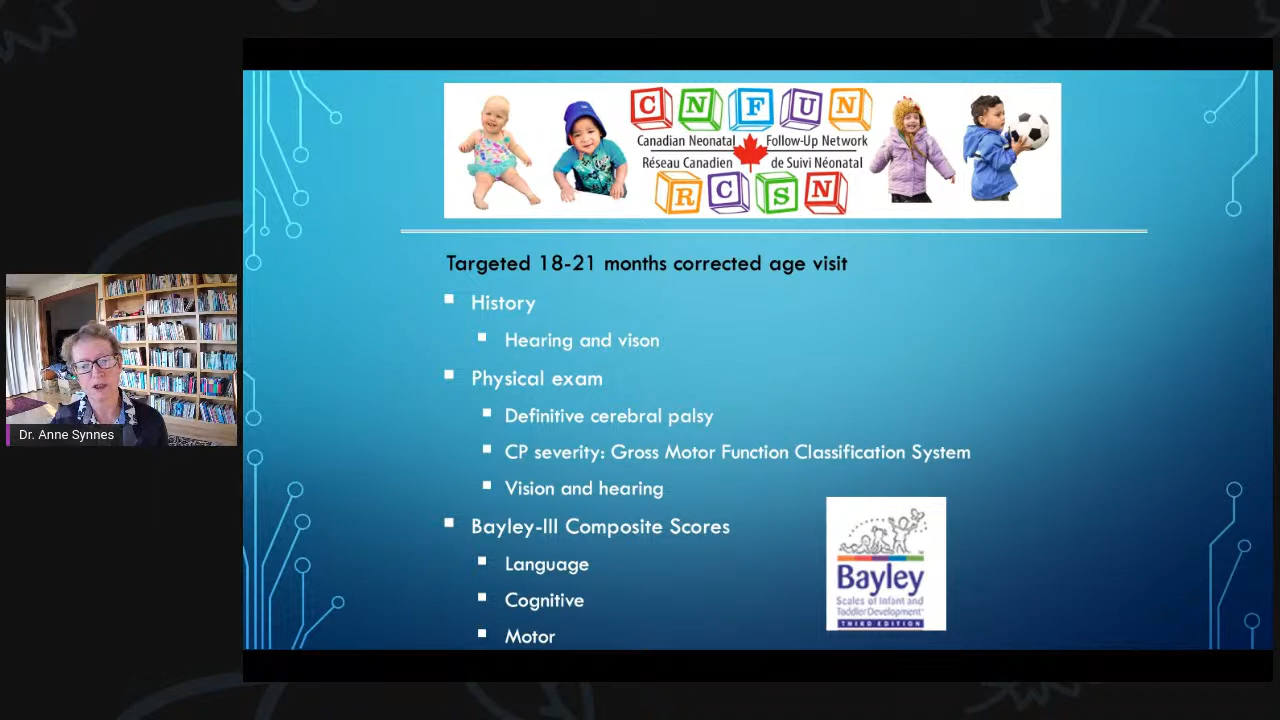 C N F U N
Canadian Neonatal Follow-Up Network
Réseau Canadien de Suivi Néonatal
R C S N
Targeted 18-21 months corrected age visit
History
Hearing and vison
Physical exam
Definitive cerebral palsy
CP severity: Gross Motor Function Classification System
Vision and hearing
Bayley-III Composite Scores
Language
Cognitive
Motor
Bayley
Scales of Infant and
Toddler Development™
THIRD EDITION
Dr. Anne Synnes